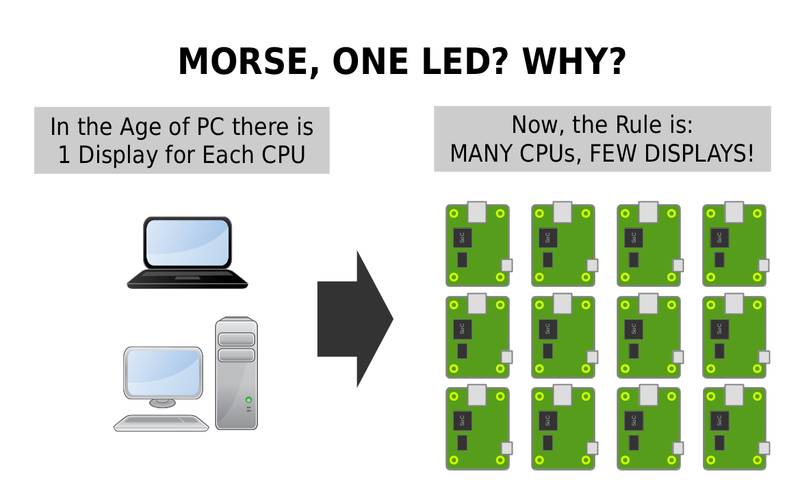 MORSE, ONE LED? WHY?
In the Age of PC there is
1 Display for Each CPU
Now, the Rule is:
MANY CPUs, FEW DISPLAYS!
SoC
SoC
SoC
SoC
SoC
SoC
SoC
SoC
SoC
SoC
SoC
SoC